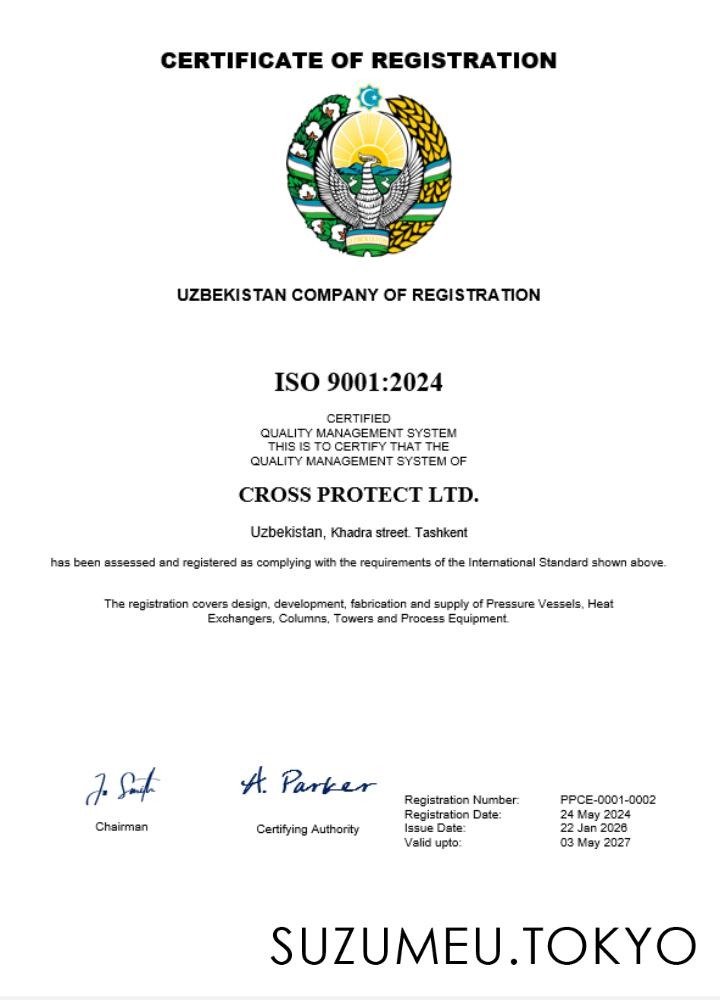 CERTIFICATE OF REGISTRATION
UZBEKISTAN COMPANY OF REGISTRATION
ISO 9001:2024
CERTIFIED
QUALITY MANAGEMENT SYSTEM
THIS IS TO CERTIFY THAT THE
QUALITY MANAGEMENT SYSTEM OF
CROSS PROTECT LTD.
Uzbekistan, Khadra street. Tashkent
has been assessed and registered as complying with the requirements of the International Standard shown above.
The registration covers design, development, fabrication and supply of Pressure Vessels, Heat
Exchangers, Columns, Towers and Process Equipment.
J. Smith
A. Parker
Chairman
Certifying Authority
Registration Number: PPCE-0001-0002
Registration Date: 24 May 2024
Issue Date: 22 Jan 2026
Valid upto: 03 May 2027
SUZUMEU.TOKYO